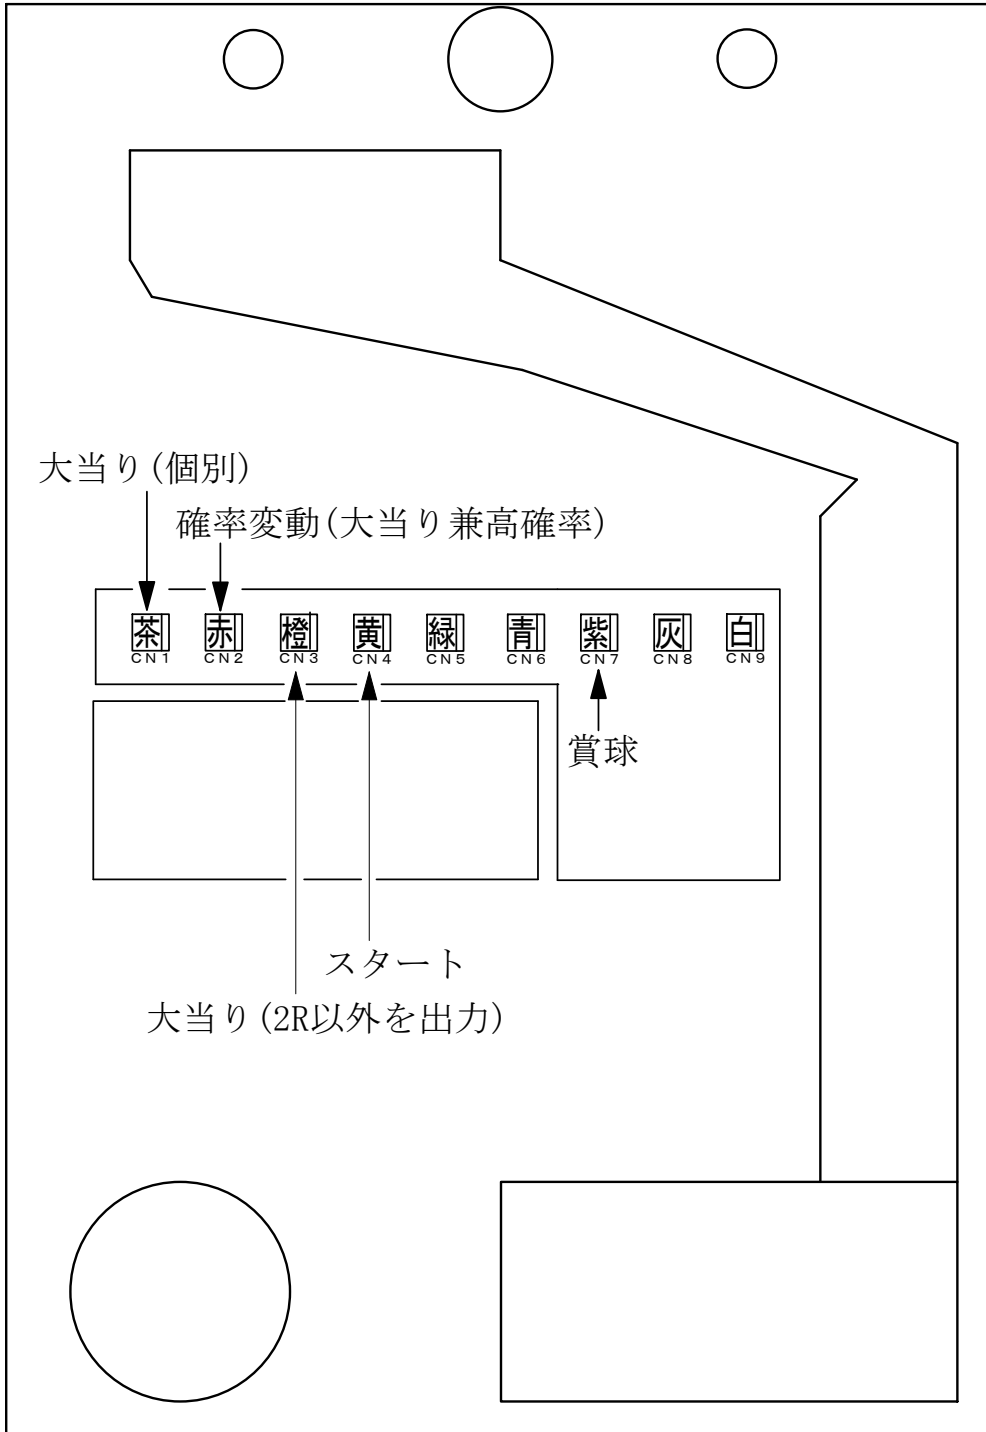 大当り(個別)
確率変動(大当り兼高確率)
茶 赤 橙 黄 緑 青 紫 灰 白
CN1 CN2 CN3 CN4 CN5 CN6 CN7 CN8 CN9
賞球
スタート
大当り(2R以外を出力)